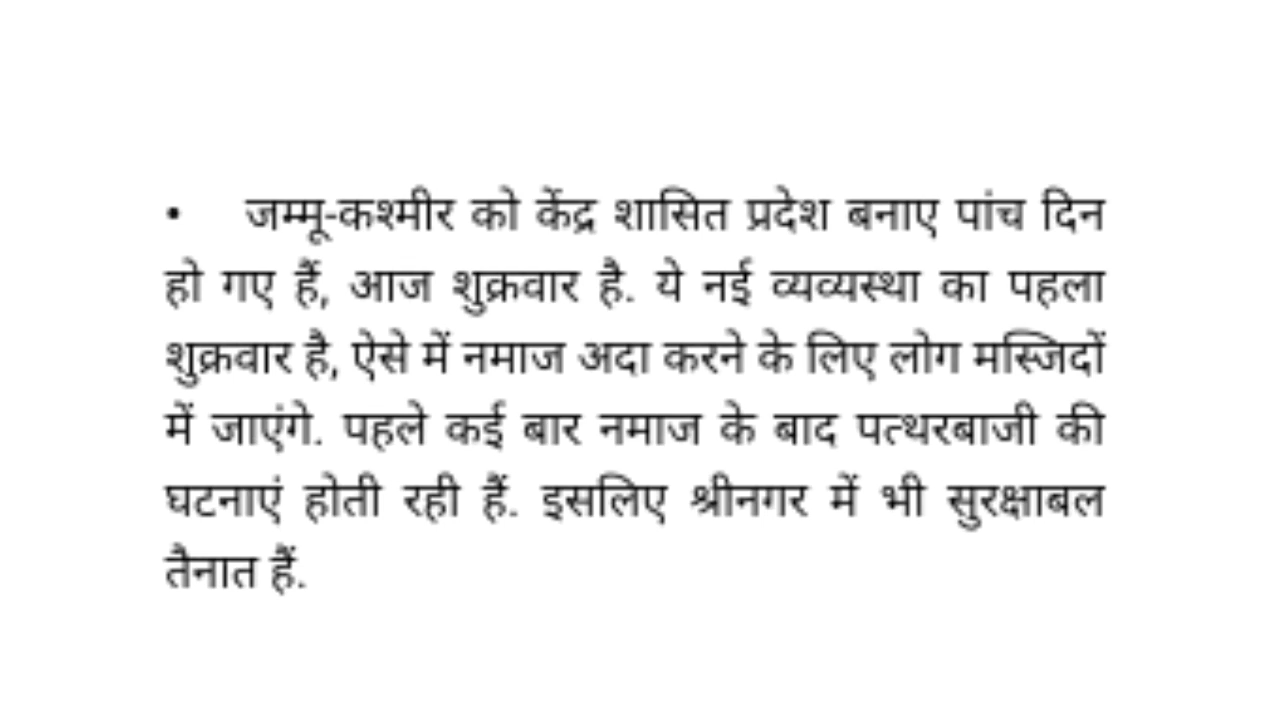 • जम्मू-कश्मीर को केंद्र शासित प्रदेश बनाए पांच दिन
हो गए हैं, आज शुक्रवार है. ये नई व्यव्यस्था का पहला
शुक्रवार है, ऐसे में नमाज अदा करने के लिए लोग मस्जिदों
में जाएंगे. पहले कई बार नमाज के बाद पत्थरबाजी की
घटनाएं होती रही हैं. इसलिए श्रीनगर में भी सुरक्षाबल
तैनात हैं.